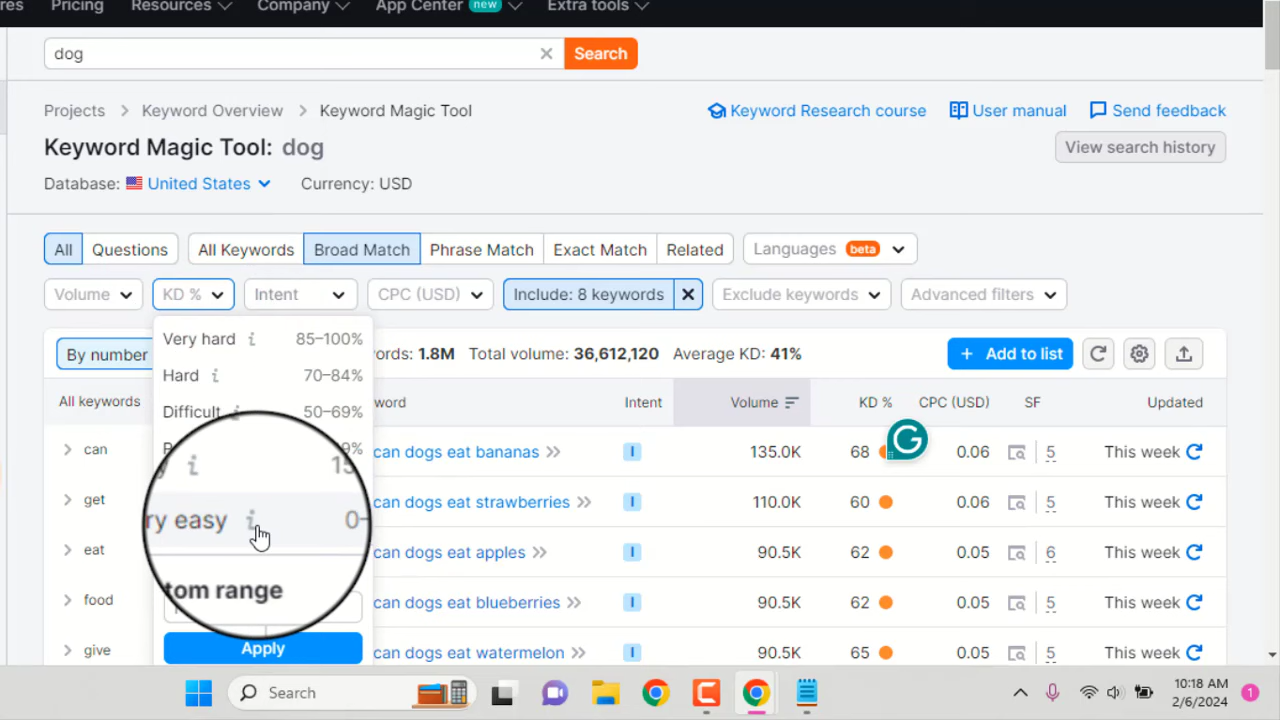 Pricing Resources Company App Center new Extra tools
dog Search
Projects Keyword Overview Keyword Magic Tool Keyword Research course User manual Send feedback
Keyword Magic Tool: dog View search history
Database: United States Currency: USD
All Questions All Keywords Broad Match Phrase Match Exact Match Related Languages beta
Volume KD % Intent CPC (USD) Include: 8 keywords Exclude keywords Advanced filters
Very hard 85–100%
By number 1.8M Total volume: 36,612,120 Average KD: 41% + Add to list
Hard 70–84%
All keywords Intent Volume KD % CPC (USD) SF Updated
Difficult 50–69%
can can dogs eat bananas I 135.0K 68 0.06 5 This week
get can dogs eat strawberries I 110.0K 60 0.06 5 This week
ry easy 0-
eat can dogs eat apples I 90.5K 62 0.05 6 This week
tom range
food can dogs eat blueberries I 90.5K 62 0.05 5 This week
give can dogs eat watermelon I 90.5K 65 0.05 5 This week
Apply
Search
10:18 AM
2/6/2024
1